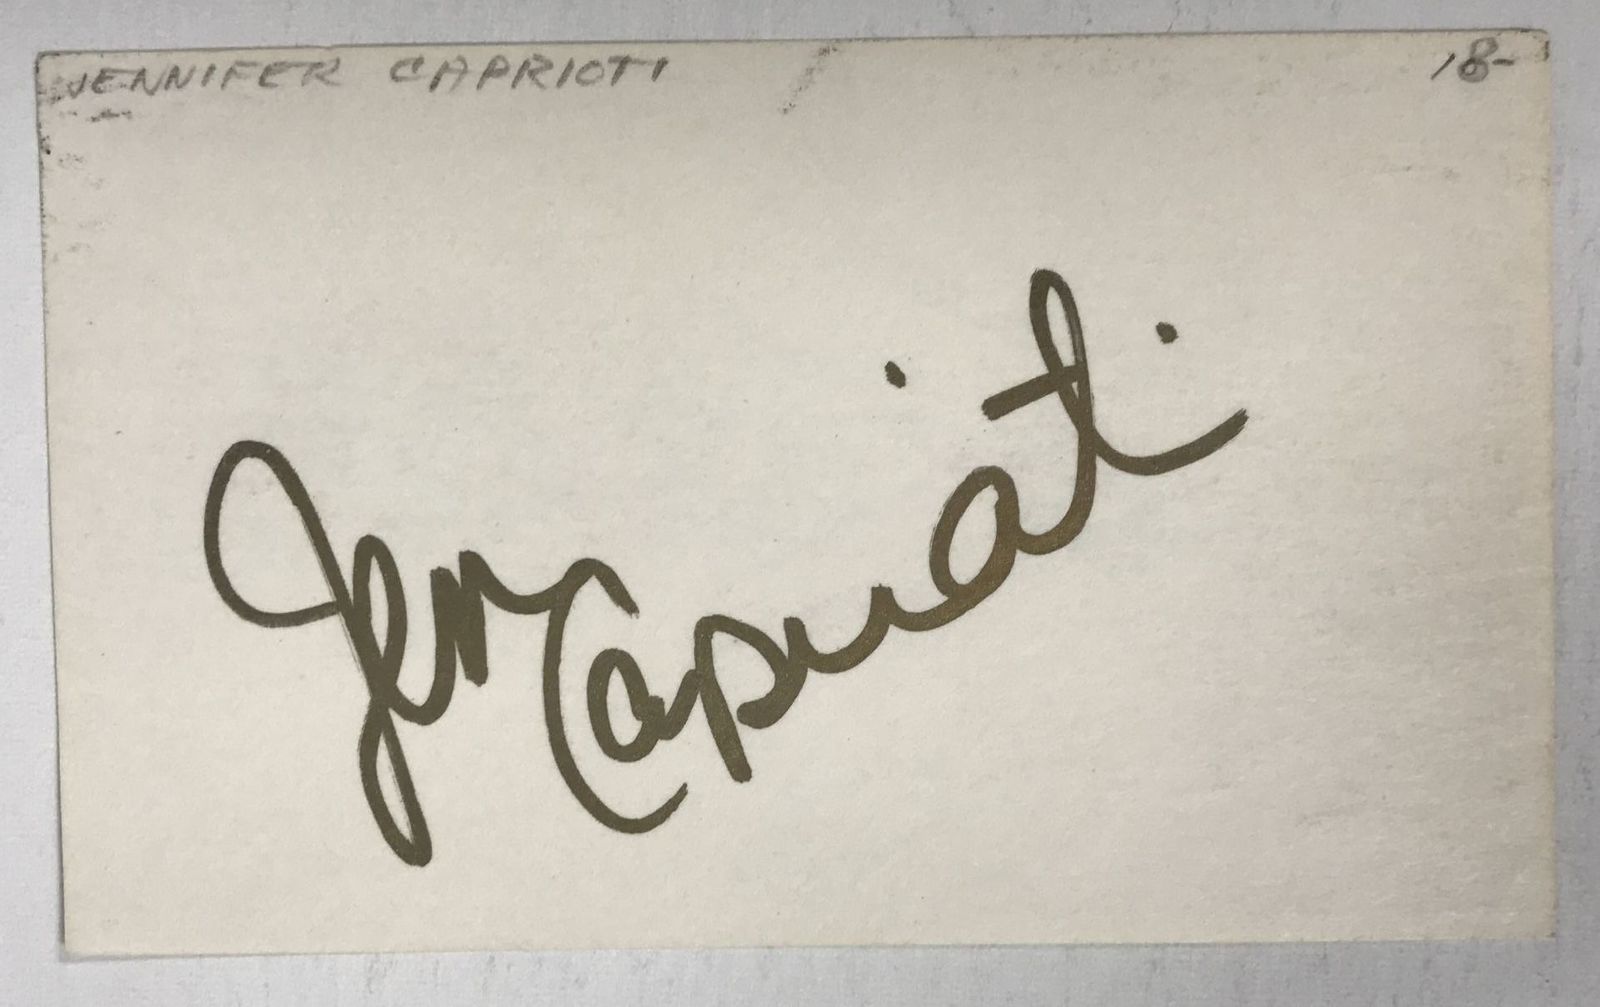 JENNIFER CAPRIOTI 18-
Jen Capriati